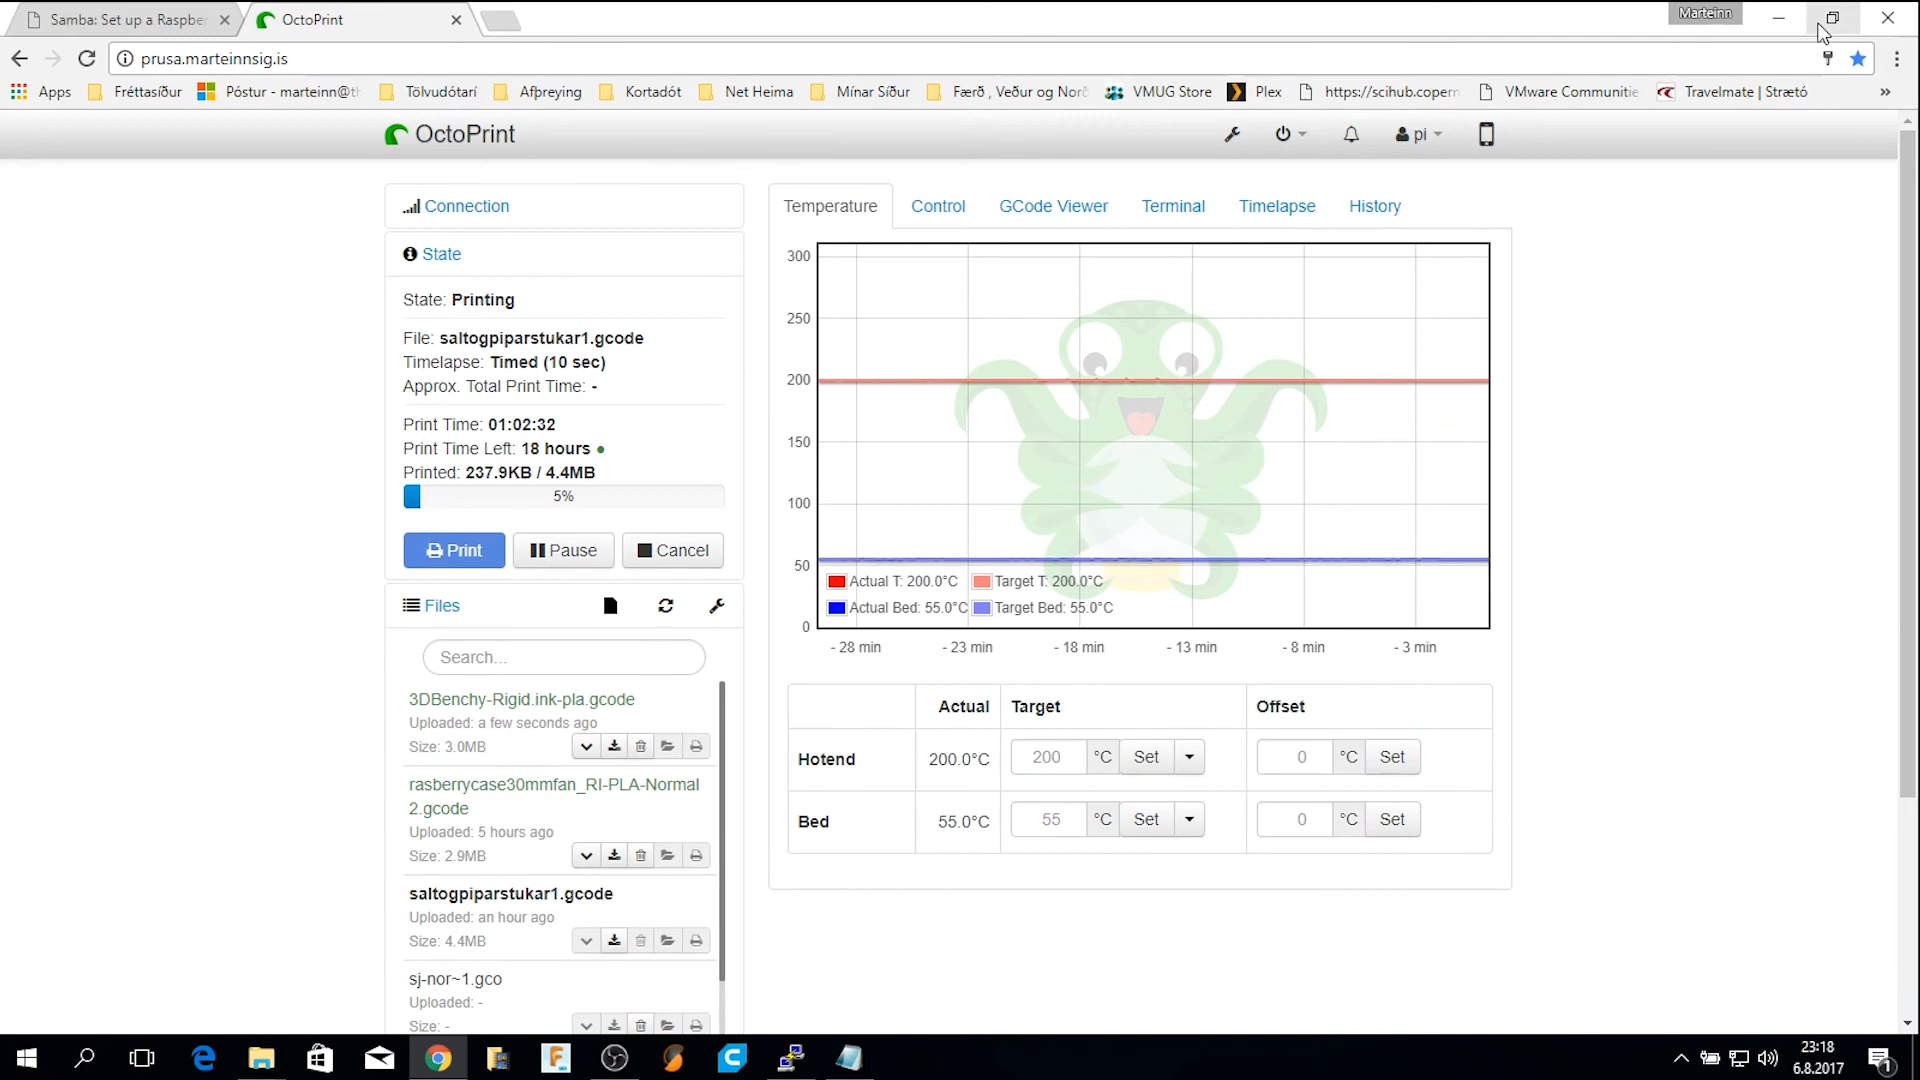 Samba: Set up a Raspber
OctoPrint
Marteinn
prusa.marteinnsig.is
Apps
Fréttasíður
Póstur - marteinn@th
Tölvudótarí
Afþreying
Kortadót
Net Heima
Mínar Síður
Færð , Veður og Norð
VMUG Store
Plex
https://scihub.copern
VMware Communitie
Travelmate | Strætó
»
OctoPrint
pi
Connection
State
State: Printing
File: saltogpiparstukar1.gcode
Timelapse: Timed (10 sec)
Approx. Total Print Time: -
Print Time: 01:02:32
Print Time Left: 18 hours
Printed: 237.9KB / 4.4MB
5%
Print
Pause
Cancel
Files
Search...
3DBenchy-Rigid.ink-pla.gcode
Uploaded: a few seconds ago
Size: 3.0MB
rasberrycase30mmfan_RI-PLA-Normal
2.gcode
Uploaded: 5 hours ago
Size: 2.9MB
saltogpiparstukar1.gcode
Uploaded: an hour ago
Size: 4.4MB
sj-nor~1.gco
Uploaded: -
Size: -
Temperature
Control
GCode Viewer
Terminal
Timelapse
History
300
250
200
150
100
50
0
Actual T: 200.0°C
Target T: 200.0°C
Actual Bed: 55.0°C
Target Bed: 55.0°C
- 28 min
- 23 min
- 18 min
- 13 min
- 8 min
- 3 min
Actual
Target
Offset
Hotend
200.0°C
200
°C
Set
0
°C
Set
Bed
55.0°C
55
°C
Set
0
°C
Set
23:18
6.8.2017
1